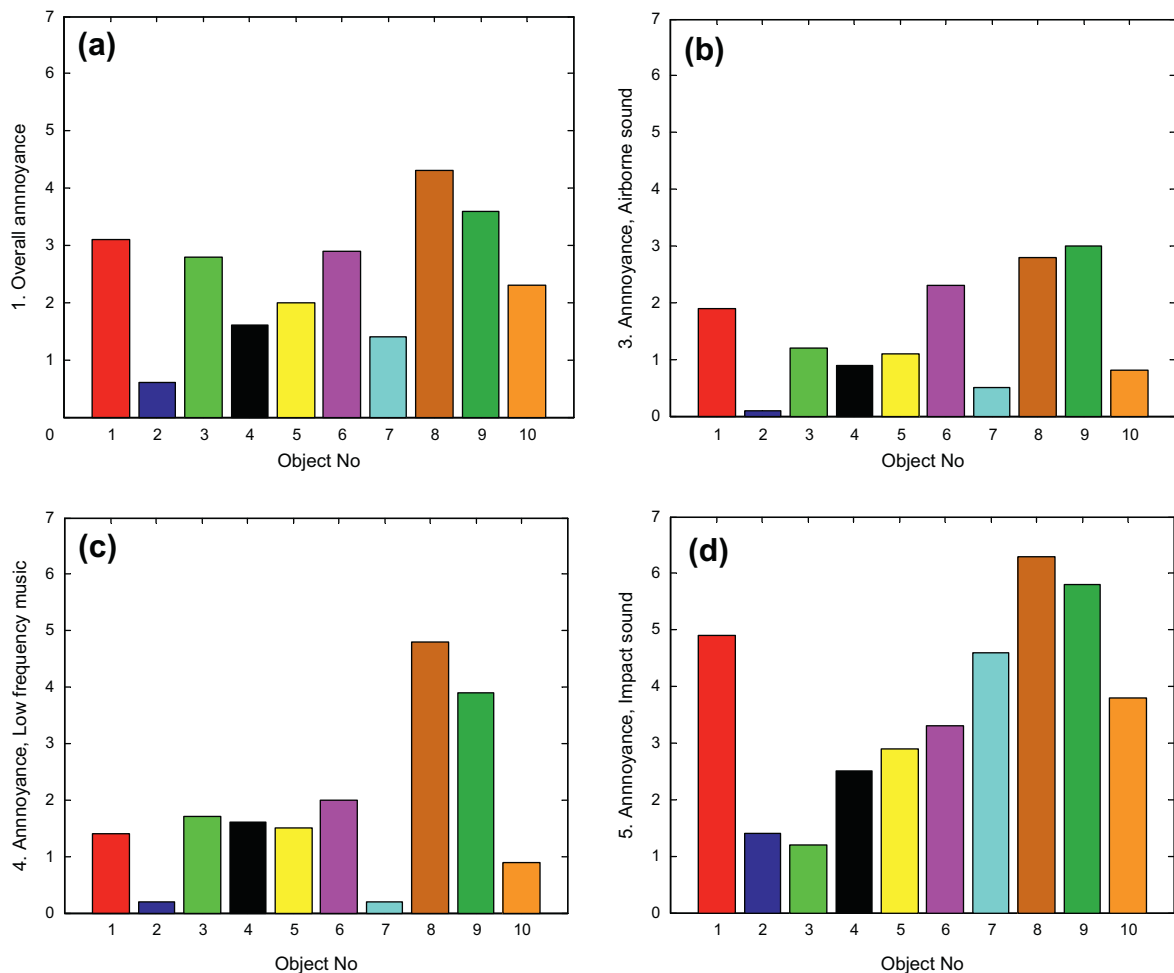 (a)
7
6
5
4
3
2
1
1. Overall annnoyance
0 1 2 3 4 5 6 7 8 9 10
Object No
(b)
7
6
5
4
3
2
1
0
3. Annnoyance, Airborne sound
1 2 3 4 5 6 7 8 9 10
Object No
(c)
7
6
5
4
3
2
1
0
4. Annnoyance, Low frequency music
1 2 3 4 5 6 7 8 9 10
Object No
(d)
7
6
5
4
3
2
1
0
5. Annnoyance, Impact sound
1 2 3 4 5 6 7 8 9 10
Object No